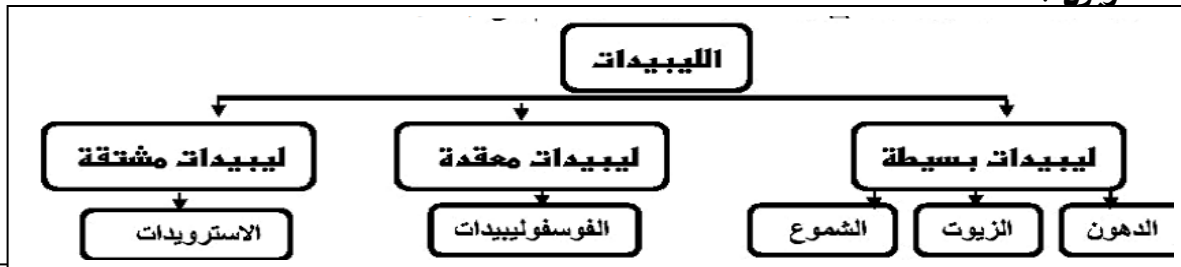 الليبيدات
ليبيدات بسيطة ليبيدات معقدة ليبيدات مشتقة
الدهون الزيوت الشموع الفوسفوليبيدات الاسترويدات